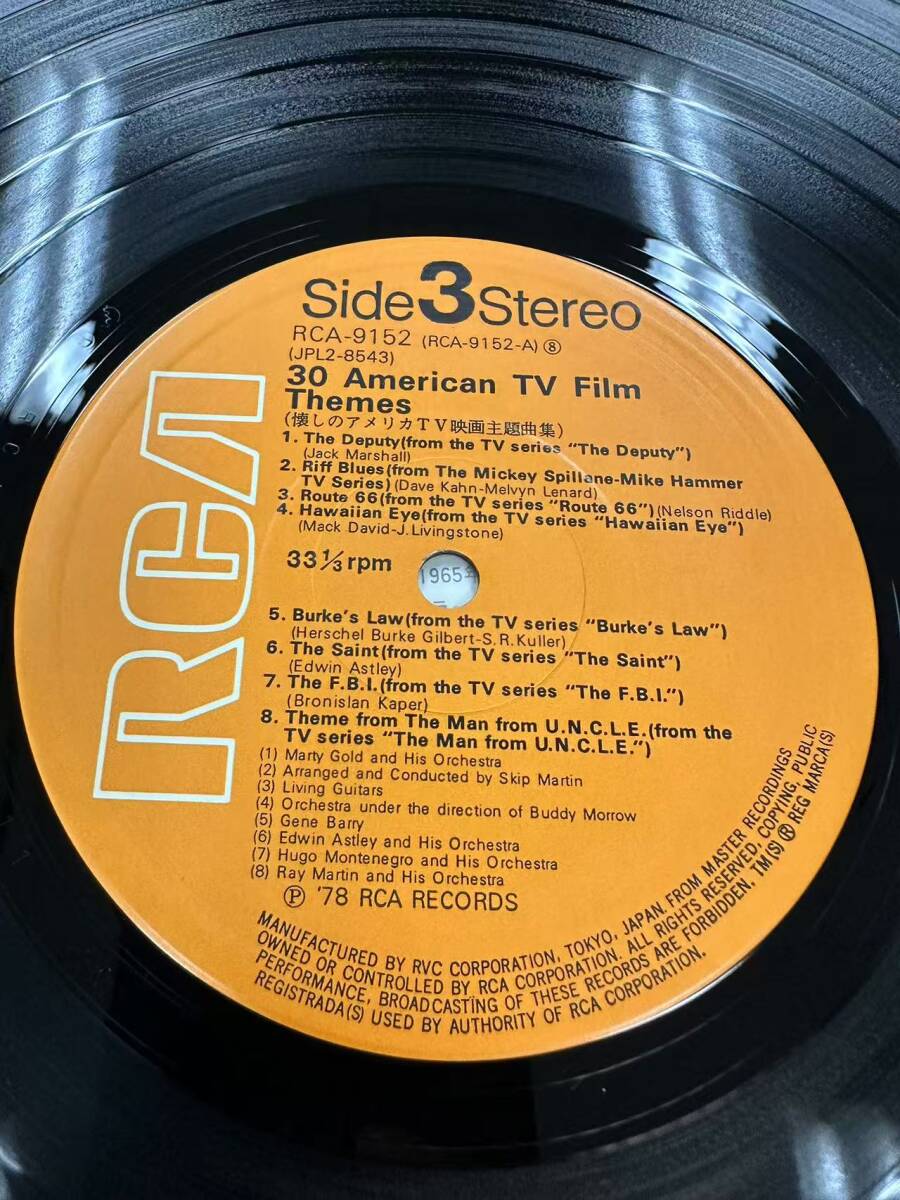 Side 3 Stereo
RCA-9152 (RCA-9152-A) ⑧
(JPL2-8543)
30 American TV Film
Themes
(懐しのアメリカTV映画主題曲集)
1. The Deputy(from the TV series "The Deputy")
(Jack Marshall)
2. Riff Blues(from The Mickey Spillane-Mike Hammer
TV Series) (Dave Kahn-Melvyn Lenard)
3. Route 66(from the TV series "Route 66") (Nelson Riddle)
4. Hawaiian Eye(from the TV series "Hawaiian Eye")
(Mack David-J.Livingstone)
33 1/3 rpm
1965年
5. Burke's Law(from the TV series "Burke's Law")
(Herschel Burke Gilbert-S.R.Kuller)
6. The Saint(from the TV series "The Saint")
(Edwin Astley)
7. The F.B.I.(from the TV series "The F.B.I.")
(Bronislan Kaper)
8. Theme from The Man from U.N.C.L.E.(from the
TV series "The Man from U.N.C.L.E.")
(1) Marty Gold and His Orchestra
(2) Arranged and Conducted by Skip Martin
(3) Living Guitars
(4) Orchestra under the direction of Buddy Morrow
(5) Gene Barry
(6) Edwin Astley and His Orchestra
(7) Hugo Montenegro and His Orchestra
(8) Ray Martin and His Orchestra
Ⓟ '78 RCA RECORDS
MANUFACTURED BY RVC CORPORATION, TOKYO, JAPAN, FROM MASTER RECORDINGS
OWNED OR CONTROLLED BY RCA CORPORATION. ALL RIGHTS RESERVED, COPYING, PUBLIC
PERFORMANCE, BROADCASTING OF THESE RECORDS ARE FORBIDDEN, TM(S)® REG MARCA(S)
REGISTRADA(S) USED BY AUTHORITY OF RCA CORPORATION.
RCA